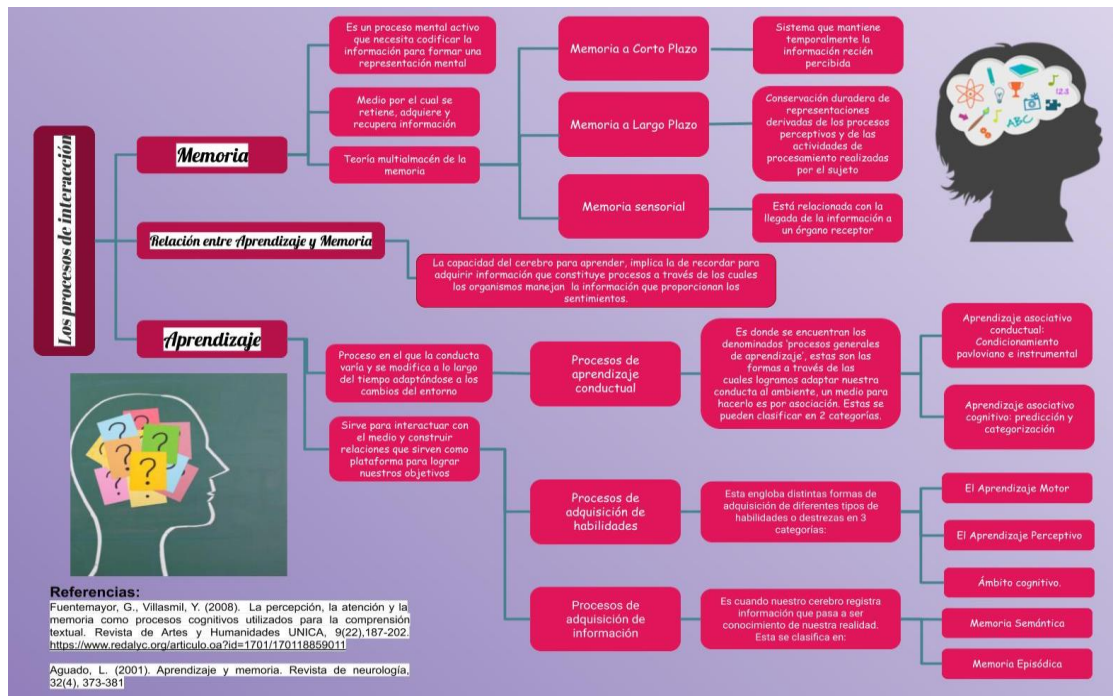 Los procesos de interacción
Memoria
Es un proceso mental activo
que necesita codificar la
información para formar una
representación mental
Medio por el cual se
retiene, adquiere y
recupera información
Teoría multialmacén de la
memoria
Memoria a Corto Plazo
Sistema que mantiene
temporalmente la
información recién
percibida
Memoria a Largo Plazo
Conservación duradera de
representaciones
derivadas de los procesos
perceptivos y de las
actividades de
procesamiento realizadas
por el sujeto
Memoria sensorial
Está relacionada con la
llegada de la información a
un órgano receptor
123
ABC
Relación entre Aprendizaje y Memoria
La capacidad del cerebro para aprender, implica la de recordar para
adquirir información que constituye procesos a través de los cuales
los organismos manejan la información que proporcionan los
sentimientos.
Aprendizaje
Proceso en el que la conducta
varía y se modifica a lo largo
del tiempo adaptándose a los
cambios del entorno
Sirve para interactuar con
el medio y construir
relaciones que sirven como
plataforma para lograr
nuestros objetivos
Procesos de
aprendizaje
conductual
Es donde se encuentran los
denominados ‘procesos generales
de aprendizaje’, estas son las
formas a través de las
cuales logramos adaptar nuestra
conducta al ambiente, un medio para
hacerlo es por asociación. Estas se
pueden clasificar en 2 categorías.
Aprendizaje asociativo
conductual:
Condicionamiento
pavloviano e instrumental
Aprendizaje asociativo
cognitivo: predicción y
categorización
Procesos de
adquisición de
habilidades
Esta engloba distintas formas de
adquisición de diferentes tipos de
habilidades o destrezas en 3
categorías:
El Aprendizaje Motor
El Aprendizaje Perceptivo
Ámbito cognitivo.
Procesos de
adquisición de
información
Es cuando nuestro cerebro registra
información que pasa a ser
conocimiento de nuestra realidad.
Esta se clasifica en:
Memoria Semántica
Memoria Episódica
? ? ? ? ? ? ?
Referencias:
Fuentemayor, G., Villasmil, Y. (2008). La percepción, la atención y la
memoria como procesos cognitivos utilizados para la comprensión
textual. Revista de Artes y Humanidades UNICA, 9(22),187-202.
https://www.redalyc.org/articulo.oa?id=1701/170118859011
Aguado, L. (2001). Aprendizaje y memoria. Revista de neurología,
32(4), 373-381